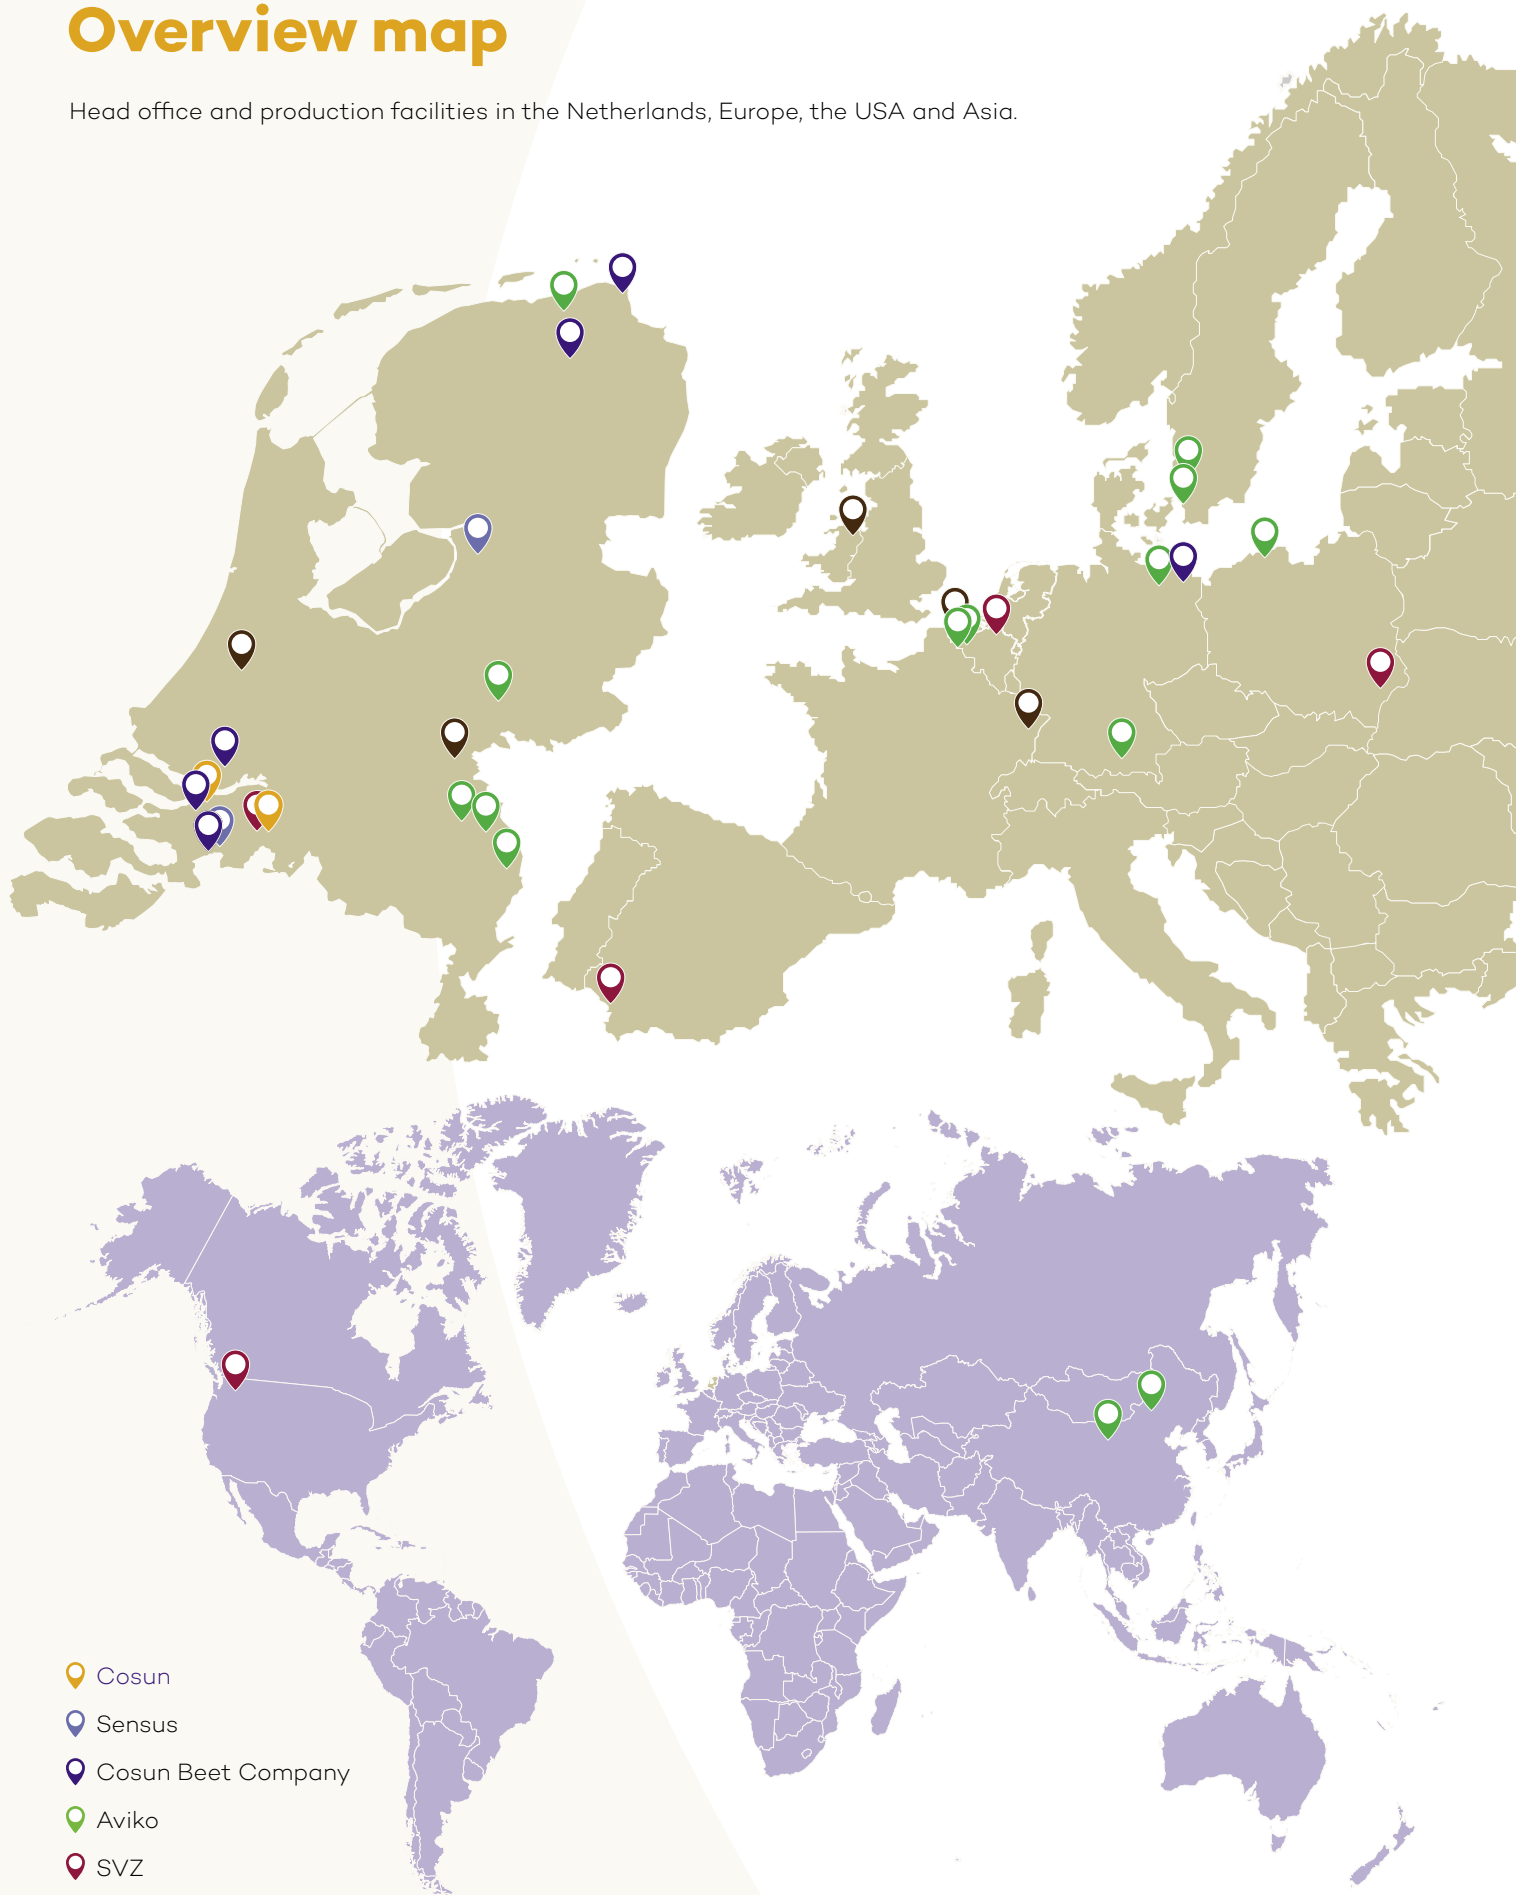 Overview map
Head office and production facilities in the Netherlands, Europe, the USA and Asia.
Cosun
Sensus
Cosun Beet Company
Aviko
SVZ